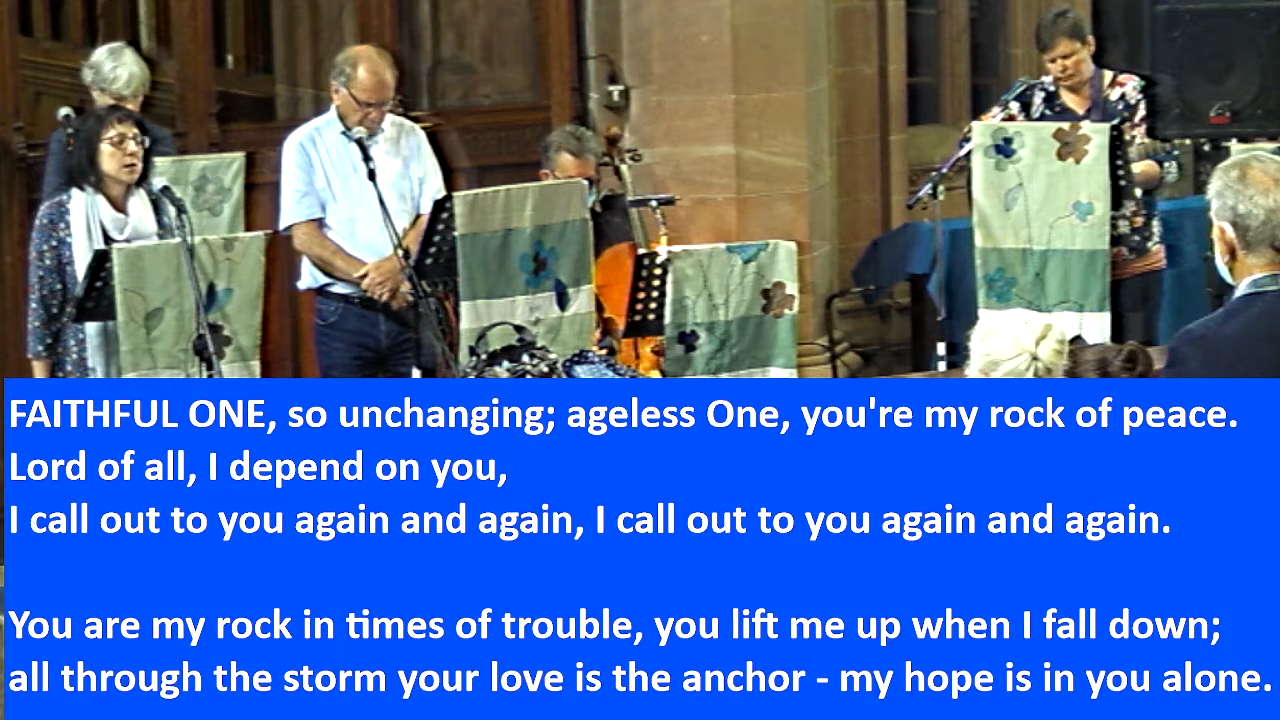 FAITHFUL ONE, so unchanging; ageless One, you're my rock of peace.
Lord of all, I depend on you,
I call out to you again and again, I call out to you again and again.
You are my rock in times of trouble, you lift me up when I fall down;
all through the storm your love is the anchor - my hope is in you alone.